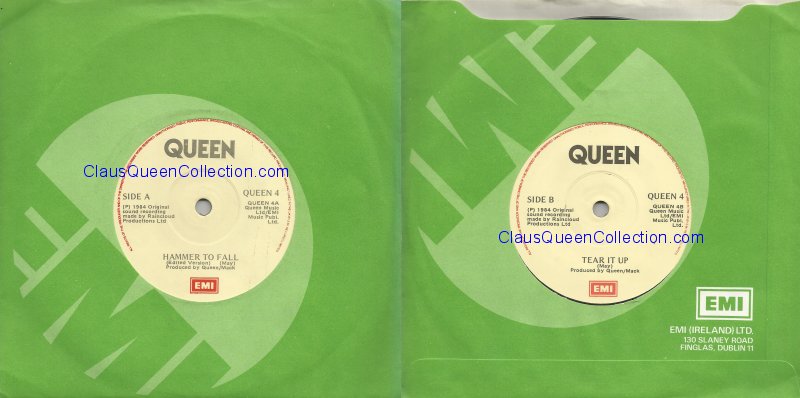 QUEEN
ClausQueenCollection.com
SIDE A
QUEEN 4
(P) 1984 Original
sound recording
made by Raincloud
Productions Ltd
QUEEN 4A
Queen Music
Ltd/EMI
Music Publ.
Ltd.
HAMMER TO FALL
(Edited Version) (May)
Produced by Queen/Mack
EMI
QUEEN
SIDE B
QUEEN 4
(P) 1984 Original
sound recording
made by Raincloud
Productions Ltd
QUEEN 4B
Queen Music
Ltd/EMI
Music Publ.
Ltd.
ClausQueenCollection.com
TEAR IT UP
(May)
Produced by Queen/Mack
EMI
EMI
EMI (IRELAND) LTD.
130 SLANEY ROAD
FINGLAS, DUBLIN 11